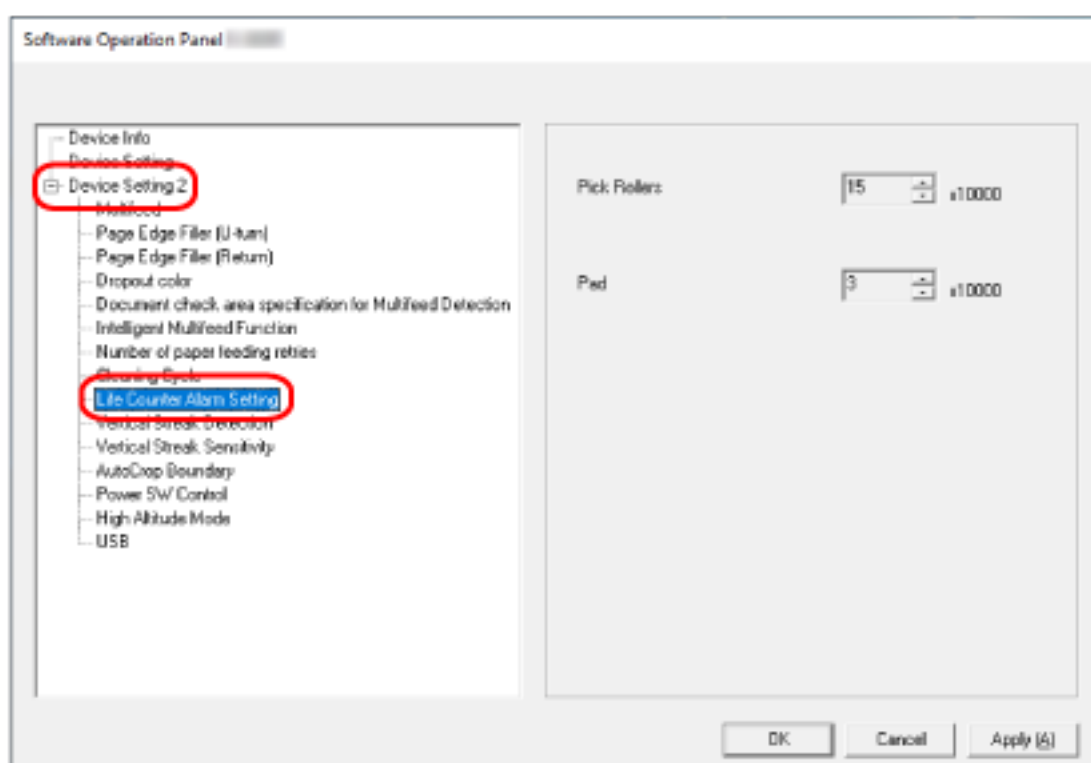 Software Operation Panel
Device Info
Device Setting
Device Setting 2
Multifeed
Page Edge Filler (U-turn)
Page Edge Filler (Return)
Dropout color
Document check area specification for Multifeed Detection
Intelligent Multifeed Function
Number of paper feeding retries
Cleaning Cycle
Life Counter Alarm Setting
Vertical Streak Detection
Vertical Streak Sensitivity
AutoCrop Boundary
Power SW Control
High Altitude Mode
USB
Pick Rollers 15 x10000
Pad 3 x10000
OK Cancel Apply (A)